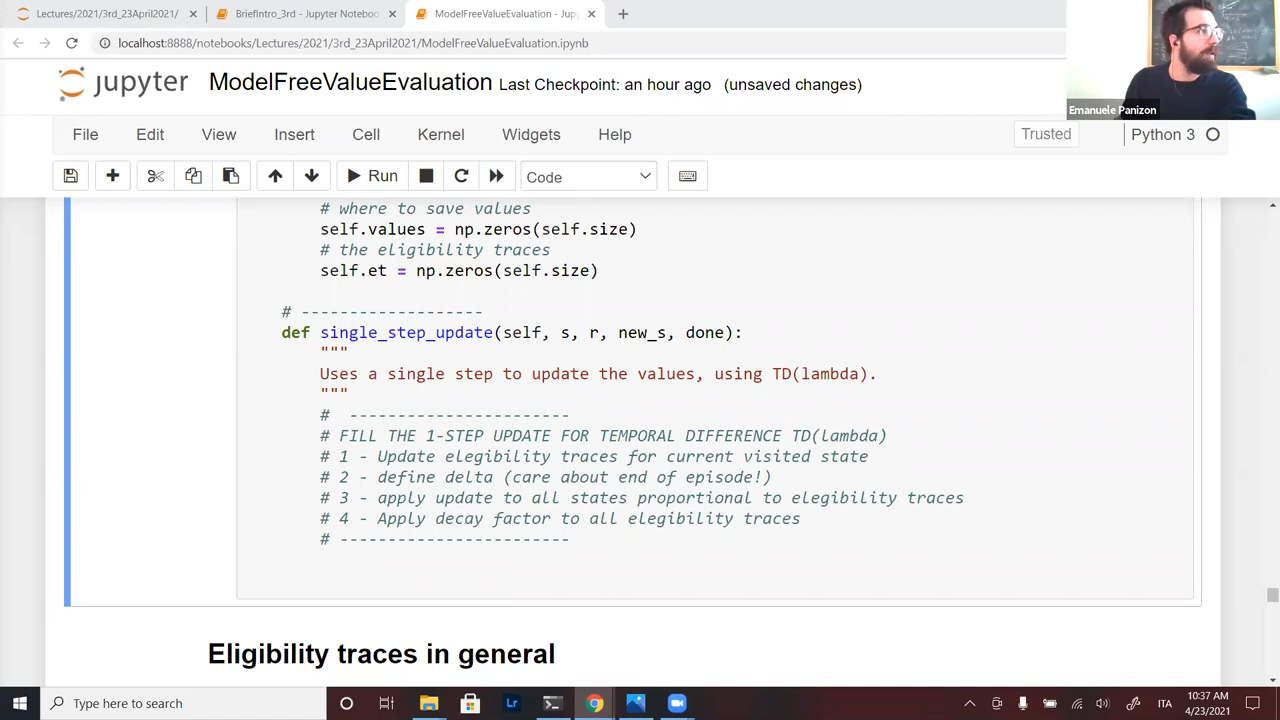 Lectures/2021/3rd_23April2021/
BriefIntro_3rd - Jupyter Noteboo
ModelFreeValueEvaluation - Jup
localhost:8888/notebooks/Lectures/2021/3rd_23April2021/ModelFreeValueEvaluation.ipynb
jupyter ModelFreeValueEvaluation Last Checkpoint: an hour ago (unsaved changes)
Emanuele Panizon
File Edit View Insert Cell Kernel Widgets Help Trusted Python 3
Run Code
# where to save values
self.values = np.zeros(self.size)
# the eligibility traces
self.et = np.zeros(self.size)
# -------------------
def single_step_update(self, s, r, new_s, done):
"""
Uses a single step to update the values, using TD(lambda).
"""
# -----------------------
# FILL THE 1-STEP UPDATE FOR TEMPORAL DIFFERENCE TD(lambda)
# 1 - Update elegibility traces for current visited state
# 2 - define delta (care about end of episode!)
# 3 - apply update to all states proportional to elegibility traces
# 4 - Apply decay factor to all elegibility traces
# ------------------------
Eligibility traces in general
Type here to search
ITA
10:37 AM
4/23/2021